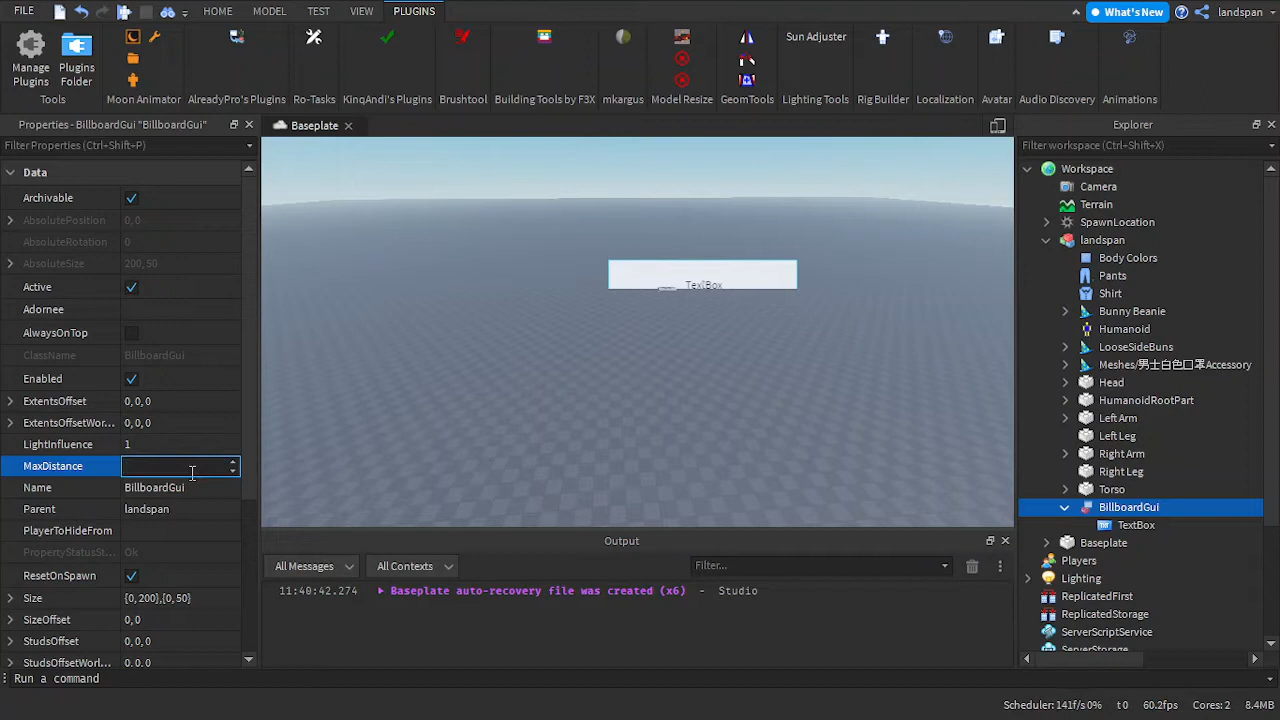 FILE HOME MODEL TEST VIEW PLUGINS What's New landspan
Manage Plugins Plugins Folder Sun Adjuster
Tools Moon Animator AlreadyPro's Plugins Ro-Tasks KinqAndi's Plugins Brushtool Building Tools by F3X mkargus Model Resize GeomTools Lighting Tools Rig Builder Localization Avatar Audio Discovery Animations
Properties - BillboardGui "BillboardGui"
Filter Properties (Ctrl+Shift+P)
Data
Archivable
AbsolutePosition 0,0
AbsoluteRotation 0
AbsoluteSize 200,50
Active
Adornee
AlwaysOnTop
ClassName BillboardGui
Enabled
ExtentsOffset 0,0,0
ExtentsOffsetWor... 0,0,0
LightInfluence 1
MaxDistance
Name BillboardGui
Parent landspan
PlayerToHideFrom
PropertyStatusSt... Ok
ResetOnSpawn
Size {0,200},{0,50}
SizeOffset 0,0
StudsOffset 0,0,0
StudsOffsetWorl... 0,0,0
Baseplate
TextBox
Output
All Messages All Contexts Filter...
11:40:42.274 Baseplate auto-recovery file was created (x6) - Studio
Explorer
Filter workspace (Ctrl+Shift+X)
Workspace
Camera
Terrain
SpawnLocation
landspan
Body Colors
Pants
Shirt
Bunny Beanie
Humanoid
LooseSideBuns
Meshes/男士白色口罩Accessory
Head
HumanoidRootPart
Left Arm
Left Leg
Right Arm
Right Leg
Torso
BillboardGui
TextBox
Baseplate
Players
Lighting
ReplicatedFirst
ReplicatedStorage
ServerScriptService
ServerStorage
Run a command
Scheduler:141f/s0% t0 60.2fps Cores: 2 8.4MB